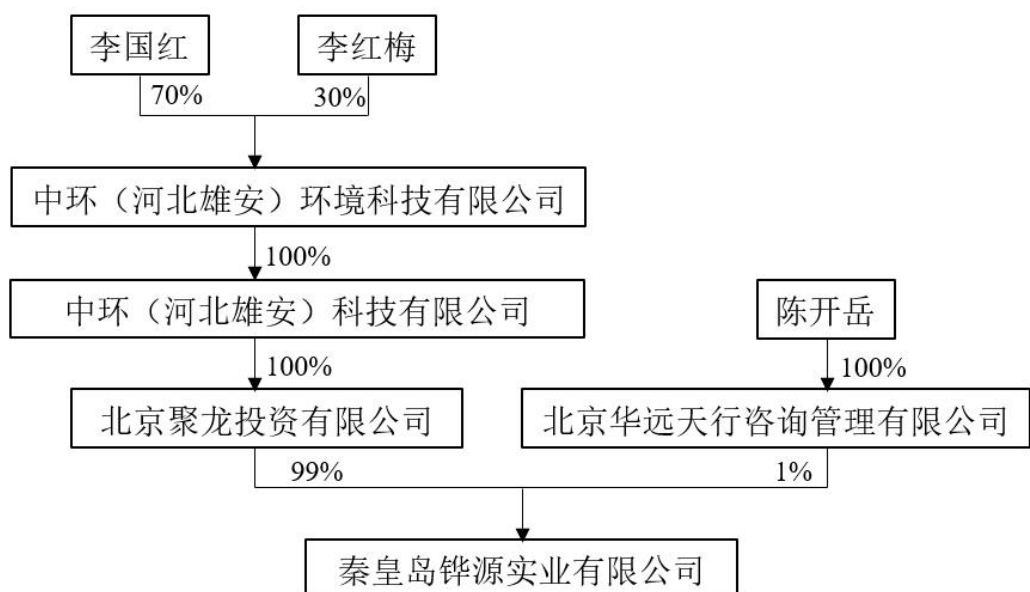 李国红
李红梅
70%
30%
中环（河北雄安）环境科技有限公司
100%
中环（河北雄安）科技有限公司
陈开岳
100%
100%
北京聚龙投资有限公司
北京华远天行咨询管理有限公司
99%
1%
秦皇岛铧源实业有限公司